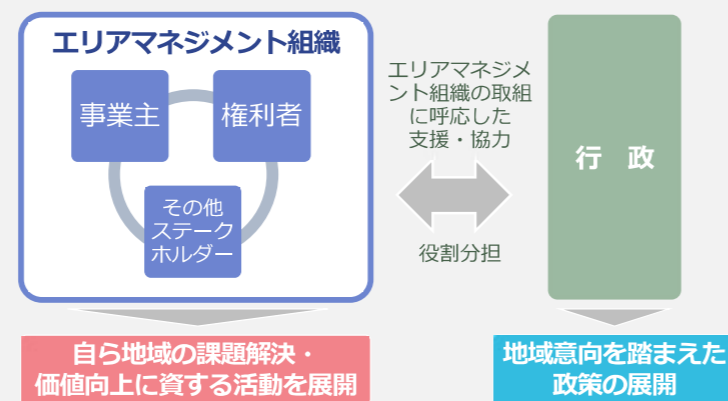 エリアマネジメント組織
事業主
権利者
その他
ステーク
ホルダー
エリアマネジメ
ント組織の取組
に呼応した
支援・協力
役割分担
行　政
自ら地域の課題解決・
価値向上に資する活動を展開
地域意向を踏まえた
政策の展開